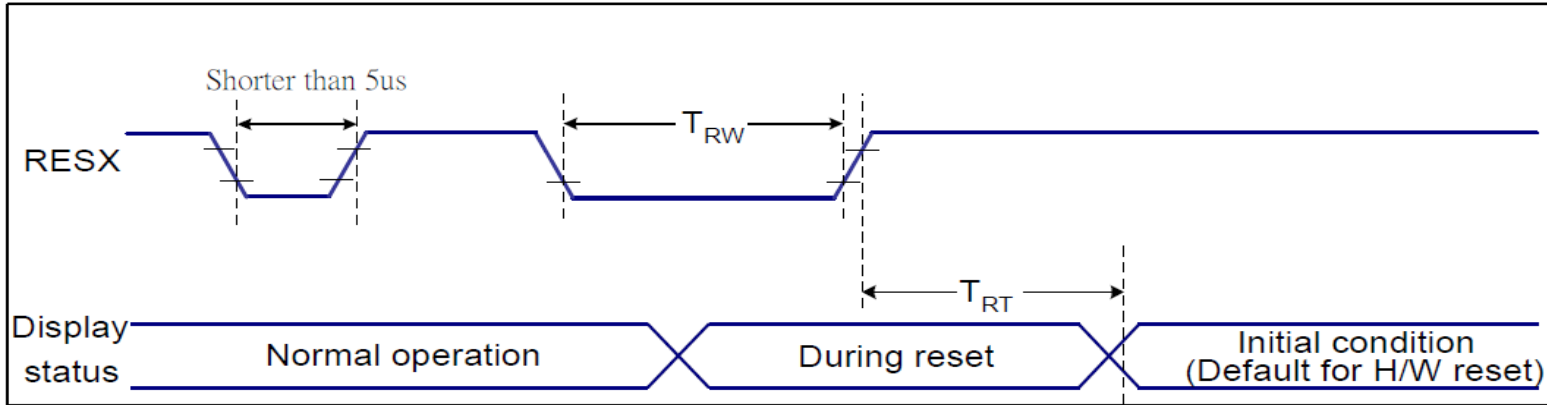 Shorter than 5us
RESX
TRW
TRT
Display
status
Normal operation
During reset
Initial condition
(Default for H/W reset)